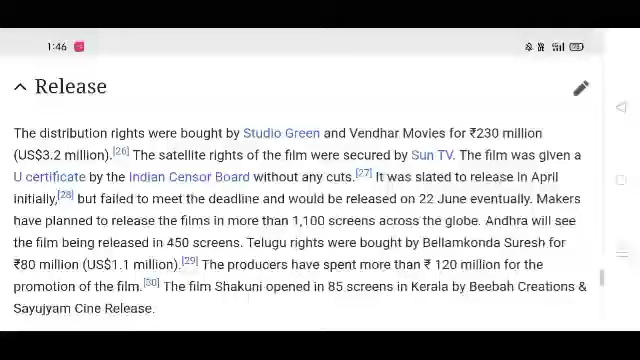 1:46
Release
The distribution rights were bought by Studio Green and Vendhar Movies for ₹230 million
(US$3.2 million).[26] The satellite rights of the film were secured by Sun TV. The film was given a
U certificate by the Indian Censor Board without any cuts.[27] It was slated to release in April
initially,[28] but failed to meet the deadline and would be released on 22 June eventually. Makers
have planned to release the films in more than 1,100 screens across the globe. Andhra will see
the film being released in 450 screens. Telugu rights were bought by Bellamkonda Suresh for
₹80 million (US$1.1 million).[29] The producers have spent more than ₹ 120 million for the
promotion of the film.[30] The film Shakuni opened in 85 screens in Kerala by Beebah Creations &
Sayujyam Cine Release.